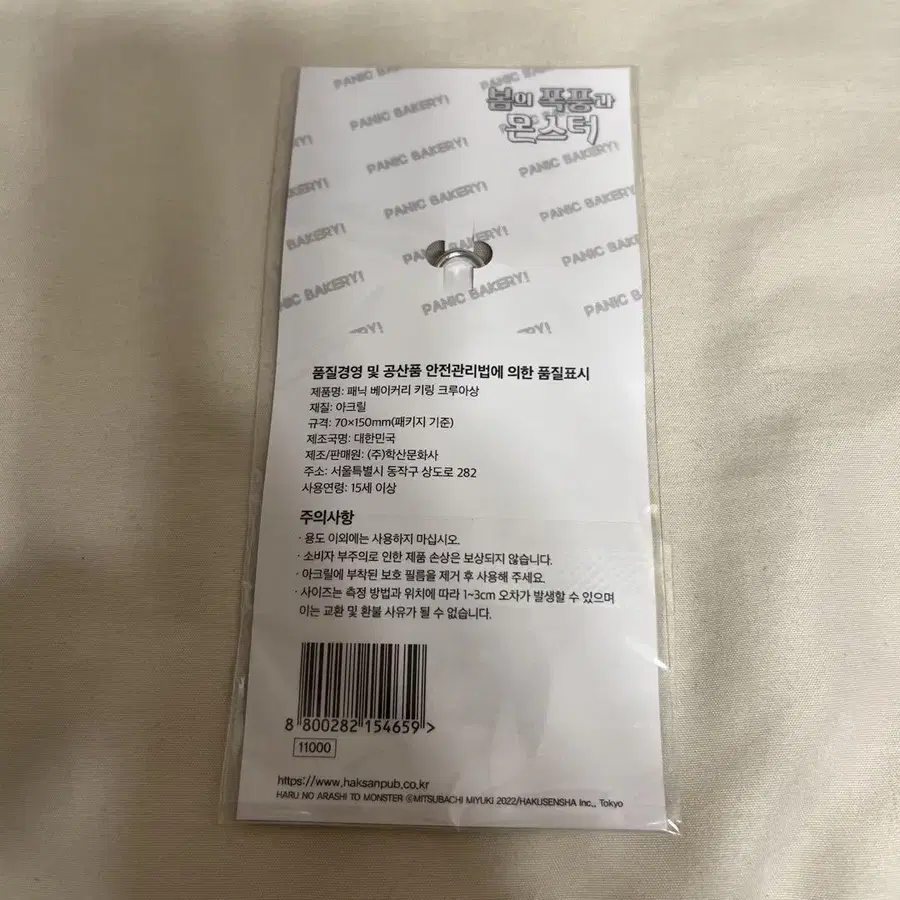 PANIC BAKERY!
봄의 폭풍과
몬스터
PANIC BAKERY!
PANIC BAKERY!
PANIC BAKERY!
PANIC BAKERY!
PANIC BAKERY!
PANIC BAKERY!
품질경영 및 공산품 안전관리법에 의한 품질표시
제품명: 패닉 베이커리 키링 크루아상
재질: 아크릴
규격: 70×150mm(패키지 기준)
제조국명: 대한민국
제조/판매원: (주)학산문화사
주소: 서울특별시 동작구 상도로 282
사용연령: 15세 이상
주의사항
· 용도 이외에는 사용하지 마십시오.
· 소비자 부주의로 인한 제품 손상은 보상되지 않습니다.
· 아크릴에 부착된 보호 필름을 제거 후 사용해 주세요.
· 사이즈는 측정 방법과 위치에 따라 1~3cm 오차가 발생할 수 있으며
이는 교환 및 환불 사유가 될 수 없습니다.
8 800282 154659 >
11000
https://www.haksanpub.co.kr
HARU NO ARASHI TO MONSTER ©MITSUBACHI MIYUKI 2022/HAKUSENSHA Inc., Tokyo